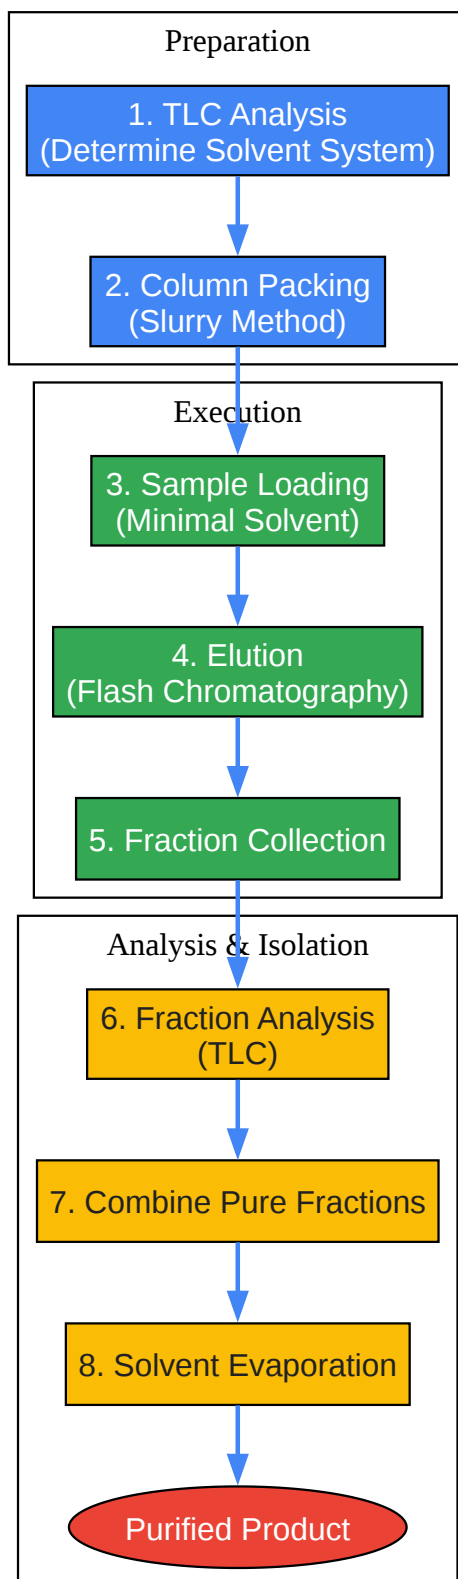 Preparation
1. TLC Analysis
(Determine Solvent System)
2. Column Packing
(Slurry Method)
Execution
3. Sample Loading
(Minimal Solvent)
4. Elution
(Flash Chromatography)
5. Fraction Collection
Analysis & Isolation
6. Fraction Analysis
(TLC)
7. Combine Pure Fractions
8. Solvent Evaporation
Purified Product